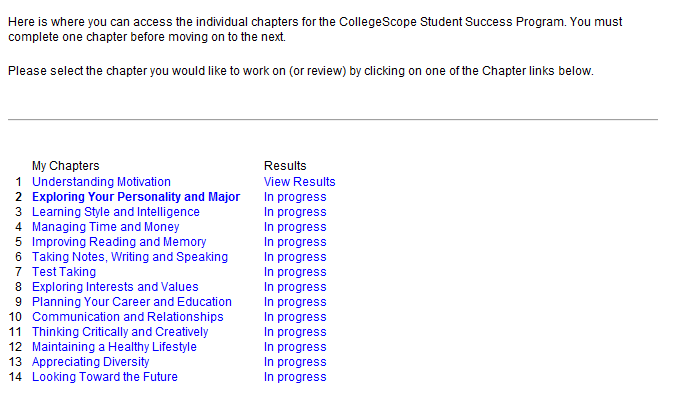 Here is where you can access the individual chapters for the CollegeScope Student Success Program. You must
complete one chapter before moving on to the next.
Please select the chapter you would like to work on (or review) by clicking on one of the Chapter links below.
My Chapters Results
1 Understanding Motivation View Results
2 Exploring Your Personality and Major In progress
3 Learning Style and Intelligence In progress
4 Managing Time and Money In progress
5 Improving Reading and Memory In progress
6 Taking Notes, Writing and Speaking In progress
7 Test Taking In progress
8 Exploring Interests and Values In progress
9 Planning Your Career and Education In progress
10 Communication and Relationships In progress
11 Thinking Critically and Creatively In progress
12 Maintaining a Healthy Lifestyle In progress
13 Appreciating Diversity In progress
14 Looking Toward the Future In progress